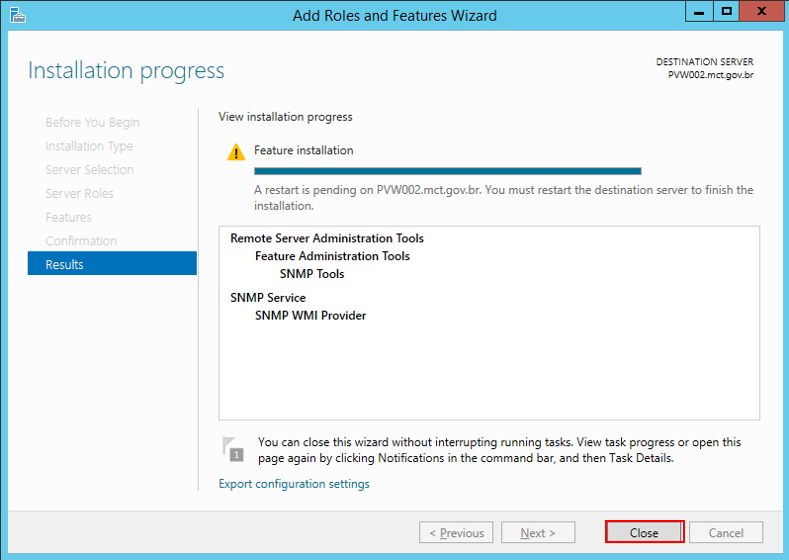 Add Roles and Features Wizard
Installation progress
DESTINATION SERVER
PVW002.mct.gov.br
Before You Begin
Installation Type
Server Selection
Server Roles
Features
Confirmation
Results
View installation progress
Feature installation
A restart is pending on PVW002.mct.gov.br. You must restart the destination server to finish the
installation.
Remote Server Administration Tools
Feature Administration Tools
SNMP Tools
SNMP Service
SNMP WMI Provider
1
You can close this wizard without interrupting running tasks. View task progress or open this
page again by clicking Notifications in the command bar, and then Task Details.
Export configuration settings
< Previous
Next >
Close
Cancel